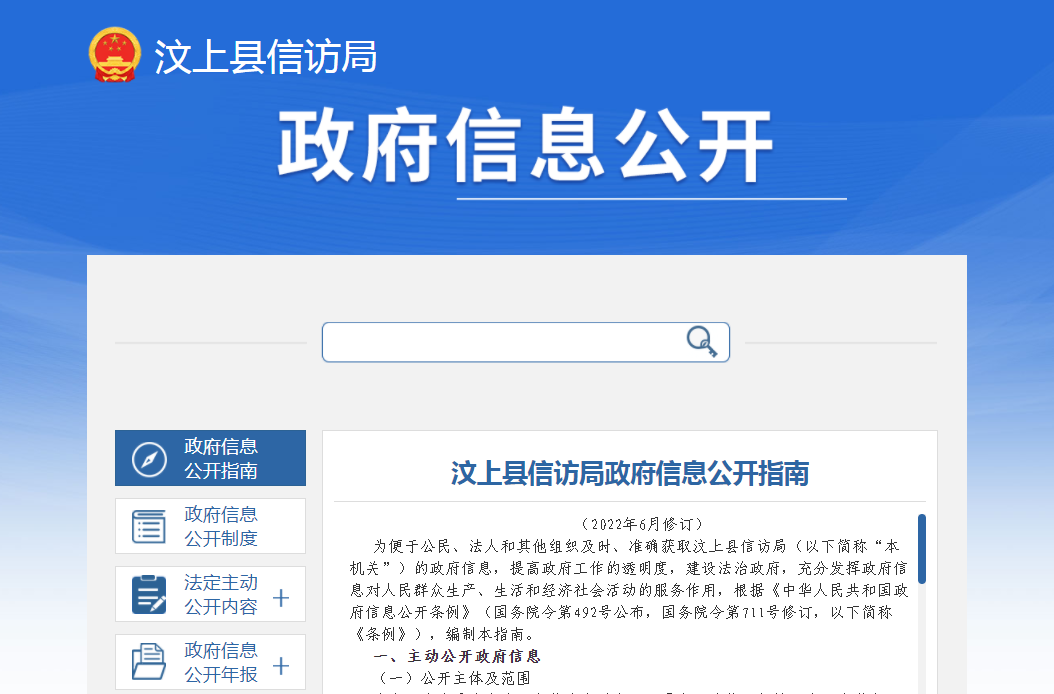 汶上县信访局
政府信息公开
政府信息
公开指南
政府信息
公开制度
法定主动
公开内容
政府信息
公开年报
汶上县信访局政府信息公开指南
（2022年6月修订）
为便于公民、法人和其他组织及时、准确获取汶上县信访局（以下简称“本
机关”）的政府信息，提高政府工作的透明度，建设法治政府，充分发挥政府信
息对人民群众生产、生活和经济社会活动的服务作用，根据《中华人民共和国政
府信息公开条例》（国务院令第492号公布，国务院令第711号修订，以下简称
《条例》），编制本指南。
一、主动公开政府信息
（一）公开主体及范围